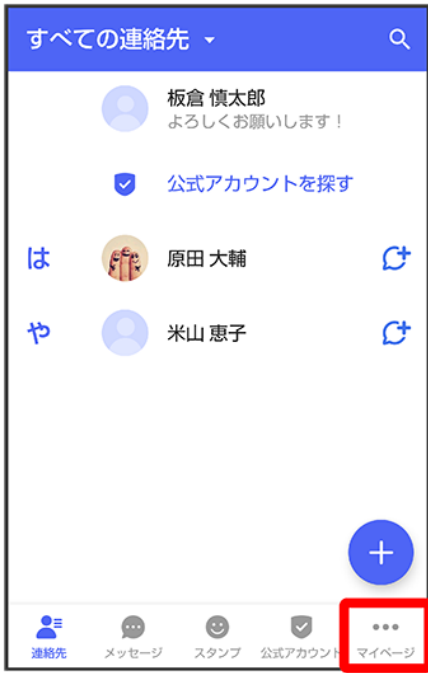 すべての連絡先
板倉 慎太郎
よろしくお願いします！
公式アカウントを探す
は
原田 大輔
や
米山 恵子
連絡先
メッセージ
スタンプ
公式アカウント
マイページ